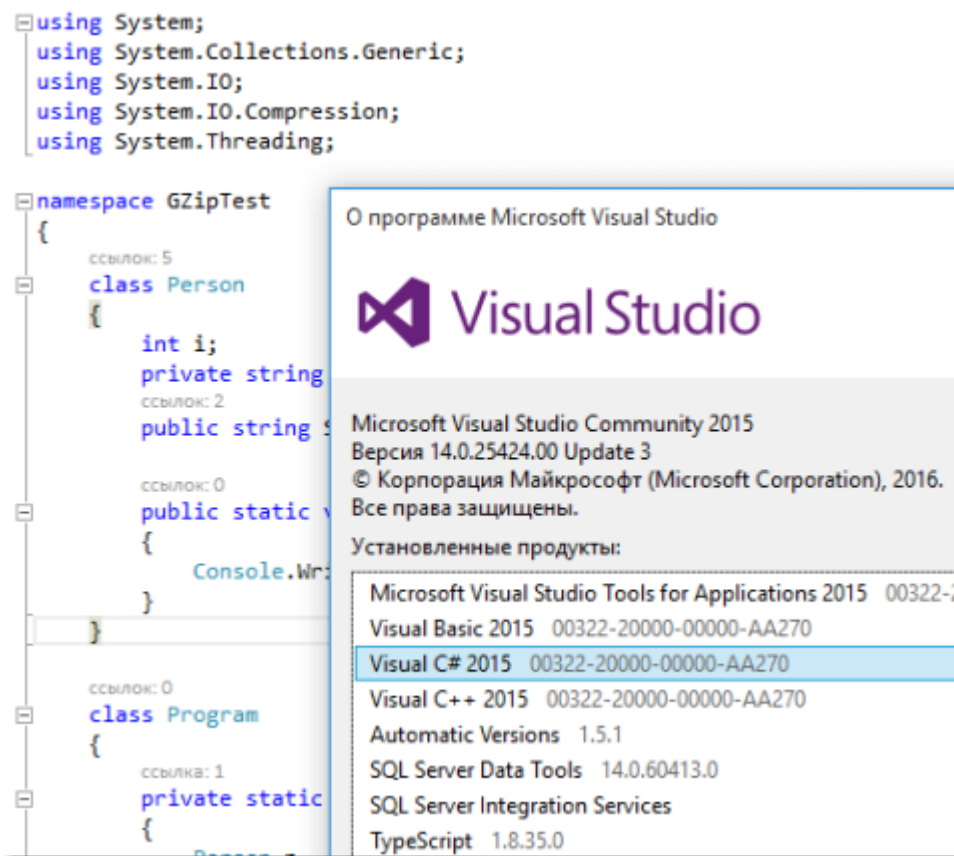 using System;
using System.Collections.Generic;
using System.IO;
using System.IO.Compression;
using System.Threading;
namespace GZipTest
{
ссылок: 5
class Person
{
int i;
private string
ссылок: 2
public string
ссылок: 0
public static
{
Console.
}
}
ссылок: 0
class Program
{
ссылка: 1
private static
{
О программе Microsoft Visual Studio
Visual Studio
Microsoft Visual Studio Community 2015
Версия 14.0.25424.00 Update 3
© Корпорация Майкрософт (Microsoft Corporation), 2016.
Все права защищены.
Установленные продукты:
Microsoft Visual Studio Tools for Applications 2015 00322-
Visual Basic 2015 00322-20000-00000-AA270
Visual C# 2015 00322-20000-00000-AA270
Visual C++ 2015 00322-20000-00000-AA270
Automatic Versions 1.5.1
SQL Server Data Tools 14.0.60413.0
SQL Server Integration Services
TypeScript 1.8.35.0